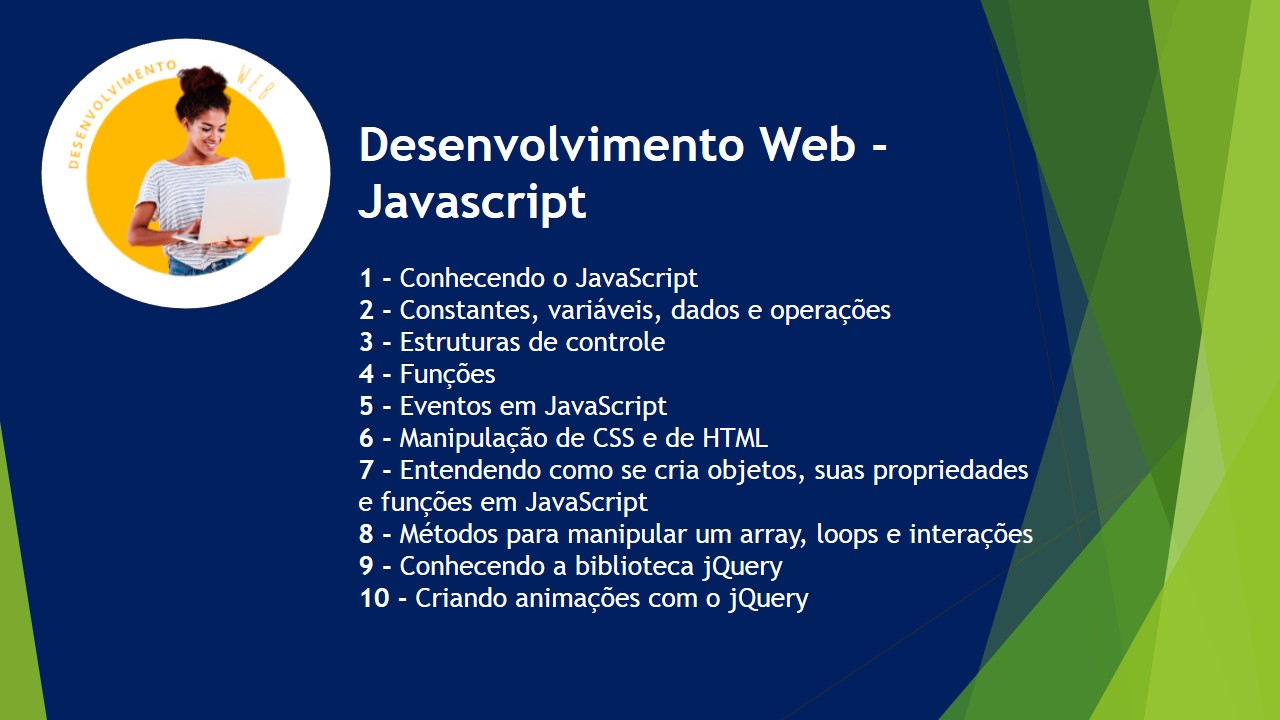 DESENVOLVIMENTO WEB
Desenvolvimento Web -
Javascript
1 - Conhecendo o JavaScript
2 - Constantes, variáveis, dados e operações
3 - Estruturas de controle
4 - Funções
5 - Eventos em JavaScript
6 - Manipulação de CSS e de HTML
7 - Entendendo como se cria objetos, suas propriedades
e funções em JavaScript
8 - Métodos para manipular um array, loops e interações
9 - Conhecendo a biblioteca jQuery
10 - Criando animações com o jQuery